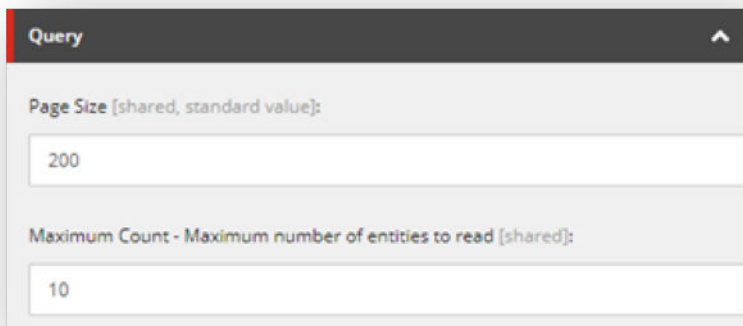 Query
Page Size [shared, standard value]:
200
Maximum Count - Maximum number of entities to read [shared]:
10